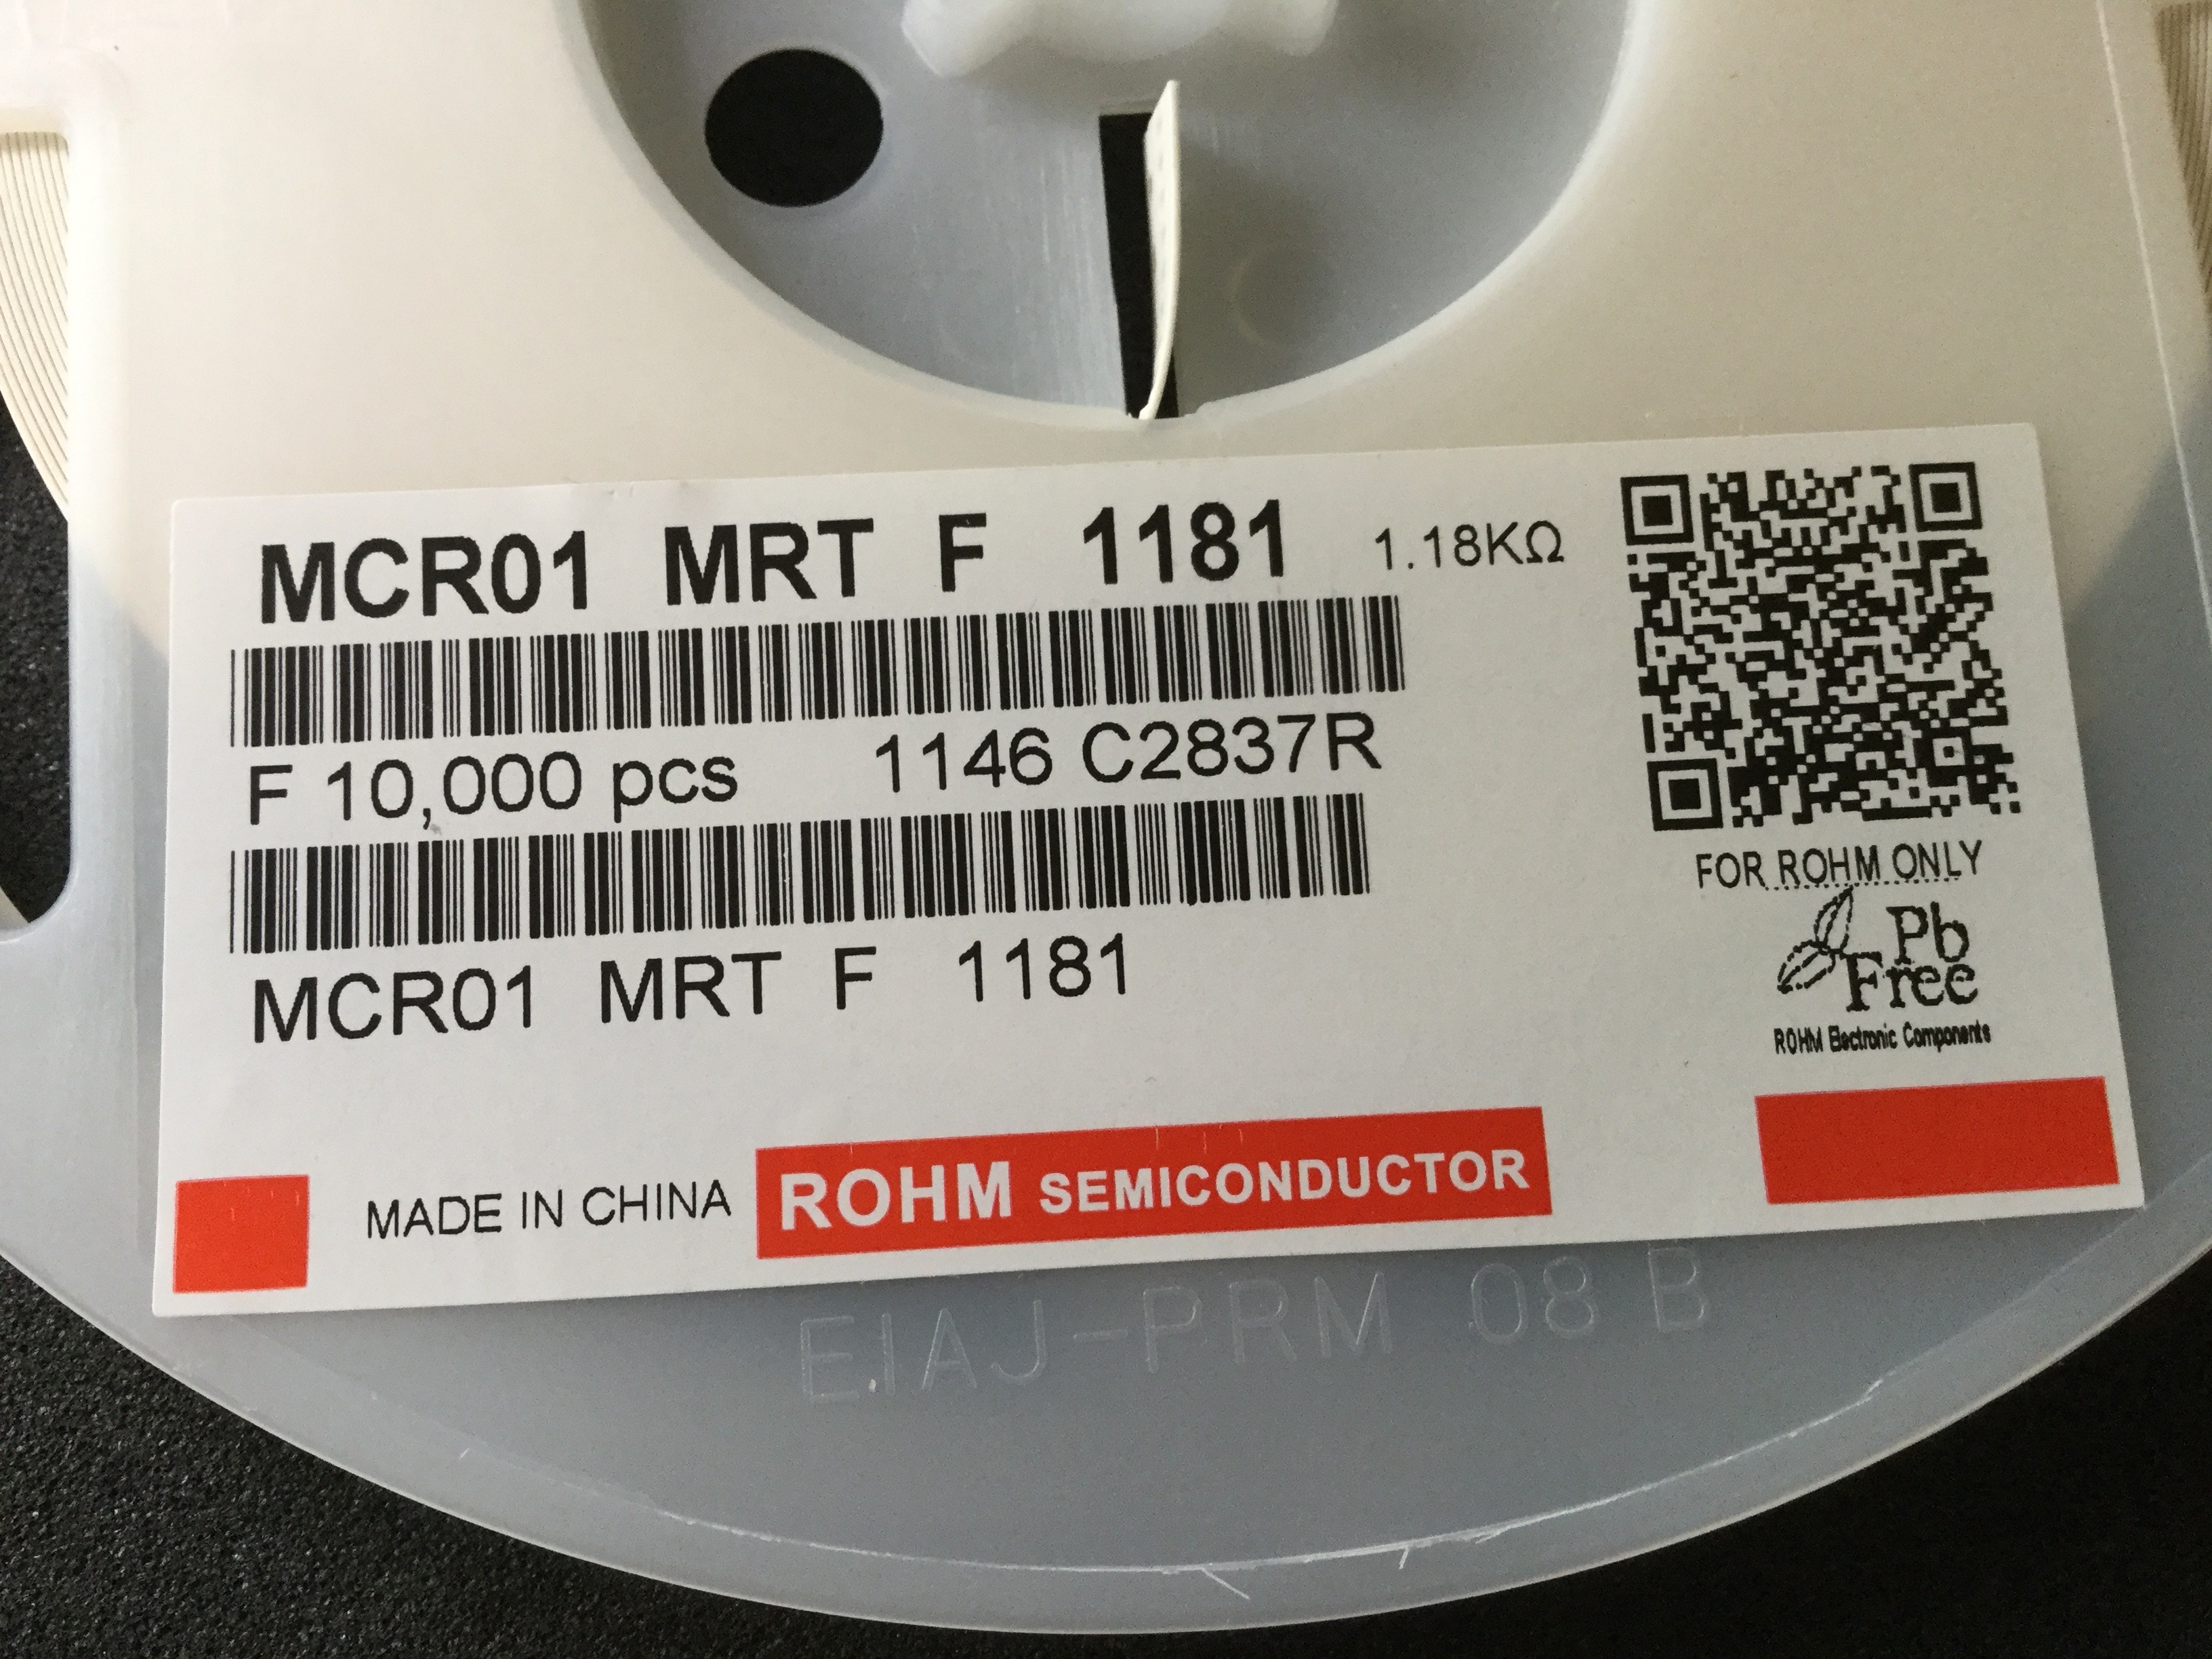 MCR01 MRT F 1181 1.18KΩ
F 10,000 pcs 1146 C2837R
MCR01 MRT F 1181
FOR ROHM ONLY
Pb
Free
ROHM Electronic Components
MADE IN CHINA ROHM SEMICONDUCTOR
EIAJ-PRM 08 B